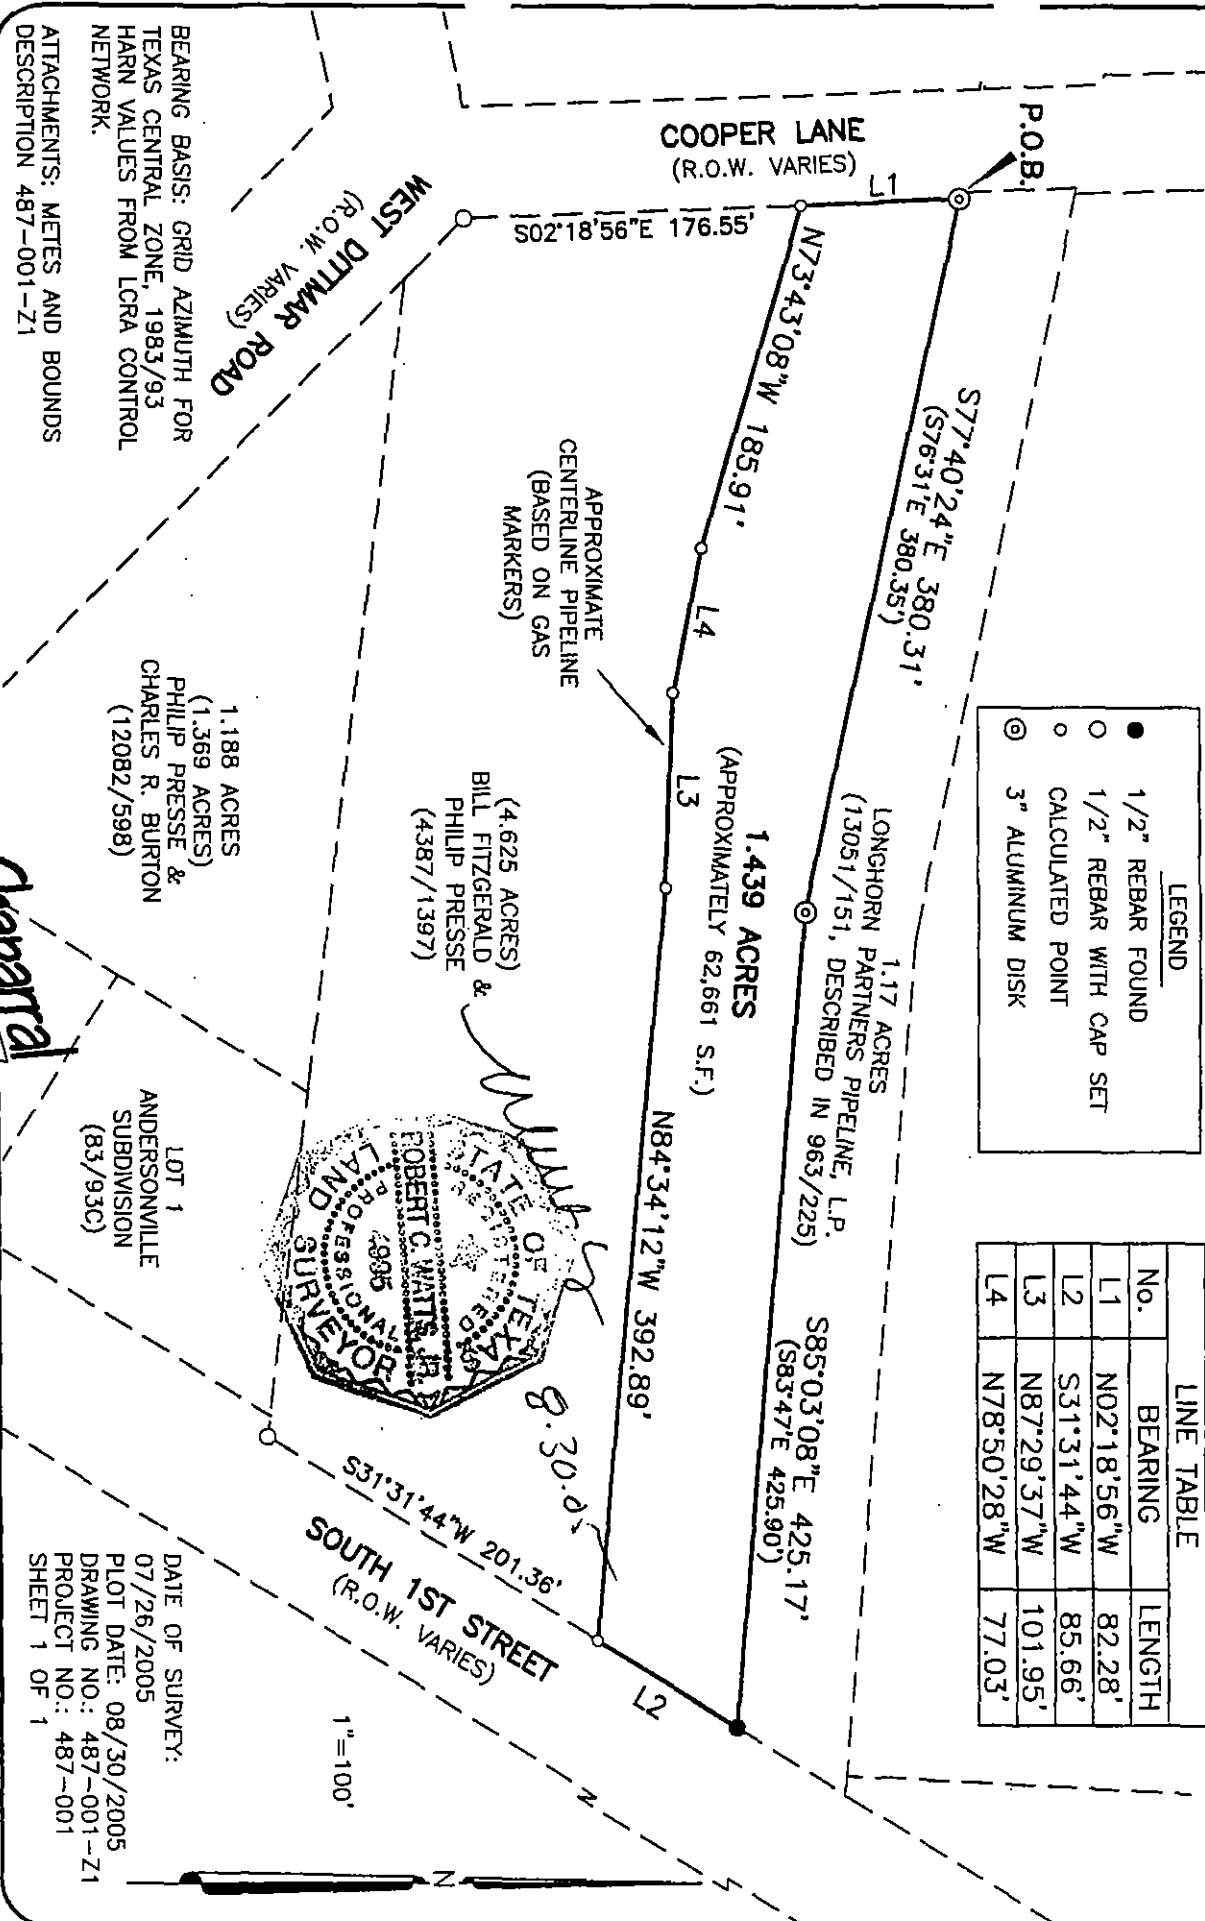 P.O.B.
COOPER LANE
(R.O.W. VARIES)
L1
S02°18'56"E 176.55'
WEST DITTMAR ROAD
(R.O.W. VARIES)
S77°40'24"E 380.31'
(S76°31'E 380.35')
N73°43'08"W 185.91'
L4
L3
APPROXIMATE
CENTERLINE PIPELINE
(BASED ON GAS
MARKERS)
LEGEND
1/2" REBAR FOUND
1/2" REBAR WITH CAP SET
CALCULATED POINT
3" ALUMINUM DISK
LINE TABLE
No. BEARING LENGTH
L1 N02°18'56"W 82.28'
L2 S31°31'44"W 85.66'
L3 N87°29'37"W 101.95'
L4 N78°50'28"W 77.03'
1.17 ACRES
LONGHORN PARTNERS PIPELINE, L.P.
(13051/151, DESCRIBED IN 963/225)
1.439 ACRES
(APPROXIMATELY 62,661 S.F.)
S85°03'08"E 425.17'
(S83°47'E 425.90')
N84°34'12"W 392.89'
(4.625 ACRES)
BILL FITZGERALD &
PHILIP PRESSE
(4387/1397)
1.188 ACRES
(1.369 ACRES)
PHILIP PRESSE &
CHARLES R. BURTON
(12082/598)
LOT 1
ANDERSONVILLE
SUBDIVISION
(83/93C)
STATE OF TEXAS
REGISTERED
ROBERT C. WATTS, JR.
4995
PROFESSIONAL
LAND SURVEYOR
8.30.0
S31°31'44"W 201.36'
L2
SOUTH 1ST STREET
(R.O.W. VARIES)
1"=100'
N
BEARING BASIS: GRID AZIMUTH FOR
TEXAS CENTRAL ZONE, 1983/93
HARN VALUES FROM LCRA CONTROL
NETWORK.
ATTACHMENTS: METES AND BOUNDS
DESCRIPTION 487-001-Z1
Chaparral
DATE OF SURVEY:
07/26/2005
PLOT DATE: 08/30/2005
DRAWING NO.: 487-001-Z1
PROJECT NO.: 487-001
SHEET 1 OF 1